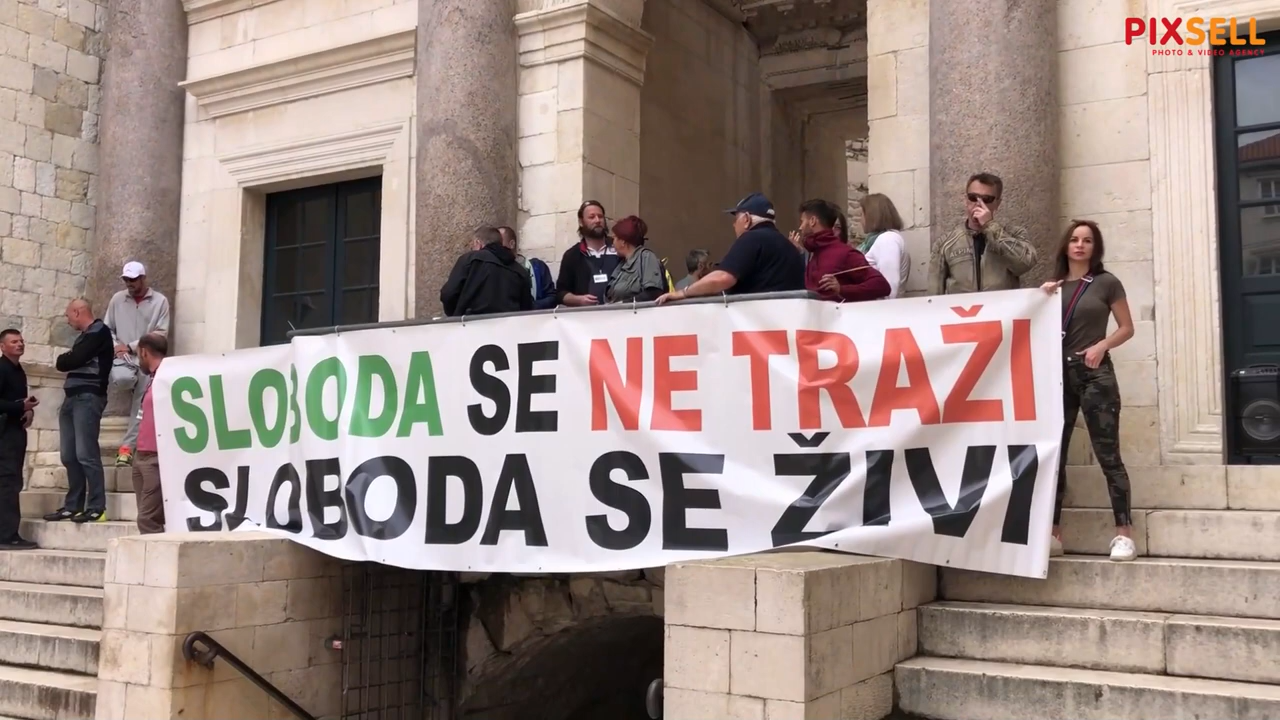 PIXSELL
PHOTO & VIDEO AGENCY
SLOBODA SE NE TRAŽI
SLOBODA SE ŽIVI